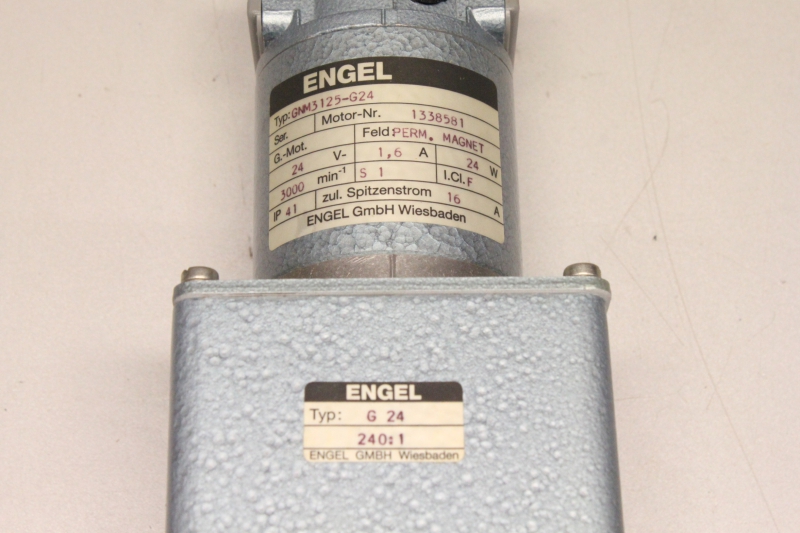 ENGEL
Typ: GNM3125-G24
Ser. Motor-Nr. 1338581
G.-Mot. Feld: PERM. MAGNET
24 V- 1,6 A 24 W
3000 min⁻¹ S 1 I.Cl. F
IP 41 zul. Spitzenstrom 16 A
ENGEL GmbH Wiesbaden
ENGEL
Typ: G 24
240:1
ENGEL GMBH Wiesbaden